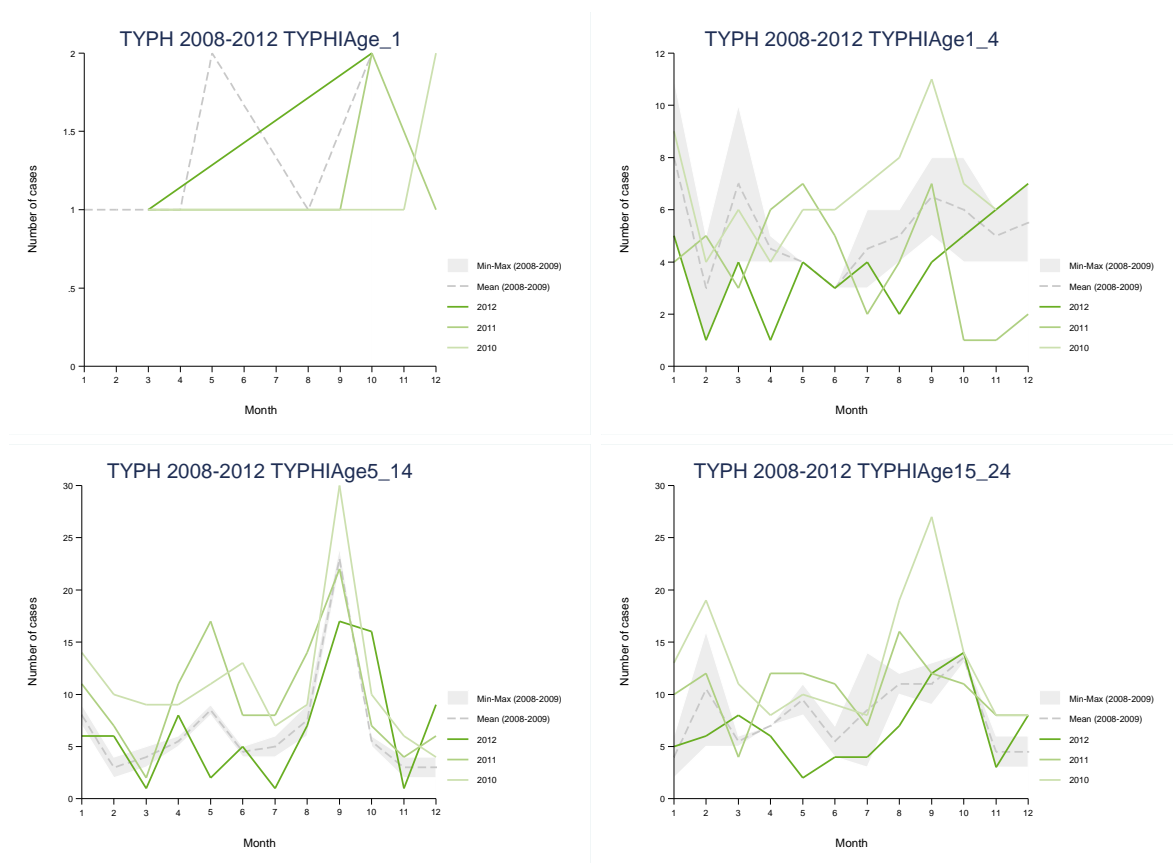 TYPH 2008-2012 TYPHIAge_1
Number of cases
2
1.5
1
.5
0
1 2 3 4 5 6 7 8 9 10 11 12
Month
Min-Max (2008-2009)
Mean (2008-2009)
2012
2011
2010
TYPH 2008-2012 TYPHIAge1_4
Number of cases
12
10
8
6
4
2
0
1 2 3 4 5 6 7 8 9 10 11 12
Month
Min-Max (2008-2009)
Mean (2008-2009)
2012
2011
2010
TYPH 2008-2012 TYPHIAge5_14
Number of cases
30
25
20
15
10
5
0
1 2 3 4 5 6 7 8 9 10 11 12
Month
Min-Max (2008-2009)
Mean (2008-2009)
2012
2011
2010
TYPH 2008-2012 TYPHIAge15_24
Number of cases
30
25
20
15
10
5
0
1 2 3 4 5 6 7 8 9 10 11 12
Month
Min-Max (2008-2009)
Mean (2008-2009)
2012
2011
2010